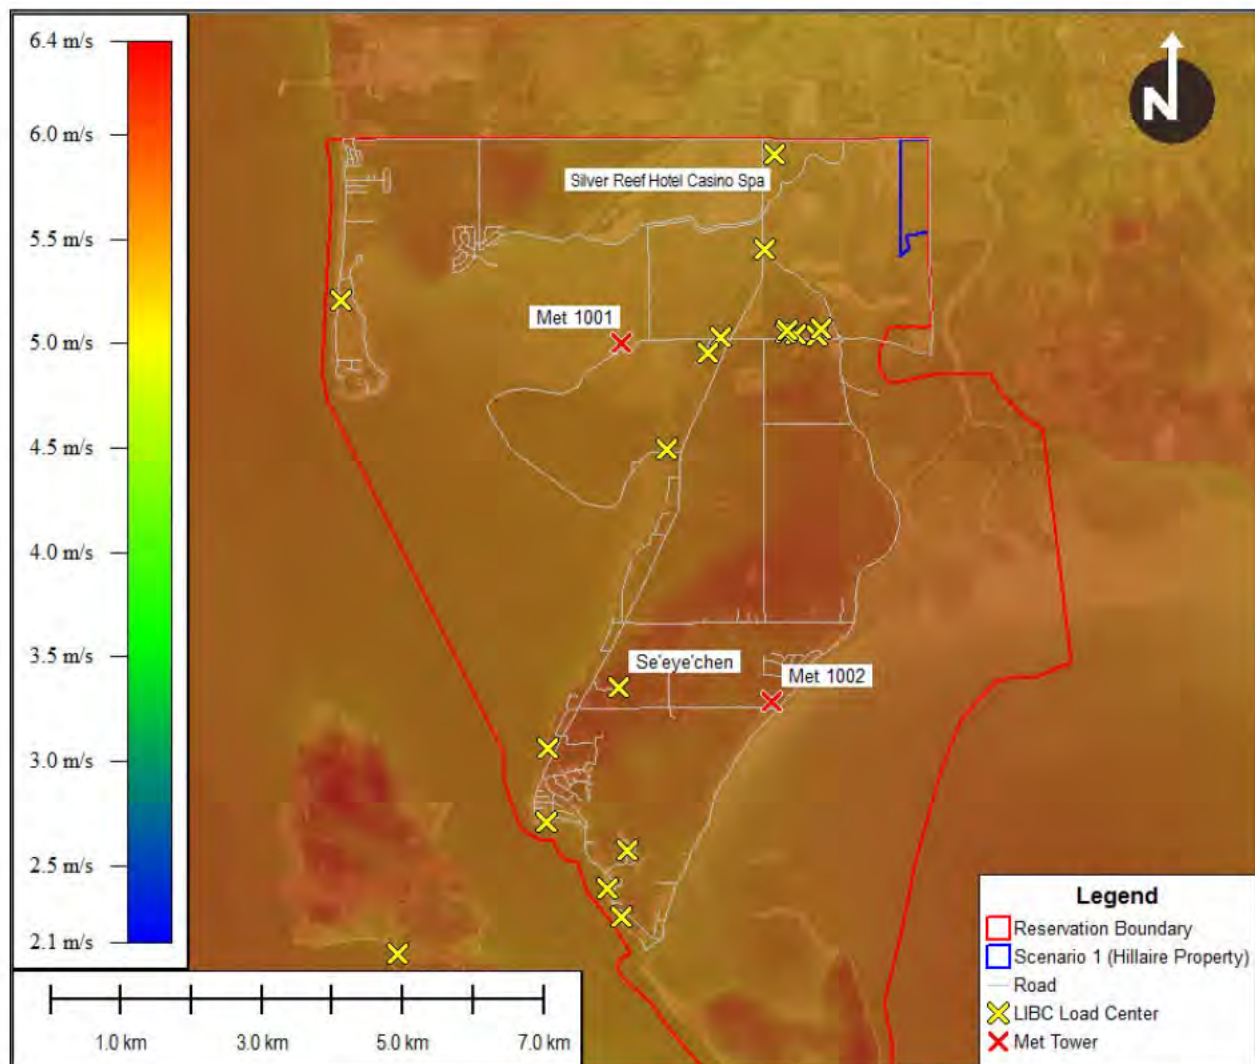 6.4 m/s
6.0 m/s
5.5 m/s
5.0 m/s
4.5 m/s
4.0 m/s
3.5 m/s
3.0 m/s
2.5 m/s
2.1 m/s
N
Silver Reef Hotel Casino Spa
Met 1001
Se'eye'chen
Met 1002
Legend
Reservation Boundary
Scenario 1 (Hillaire Property)
Road
LIBC Load Center
Met Tower
1.0 km 3.0 km 5.0 km 7.0 km